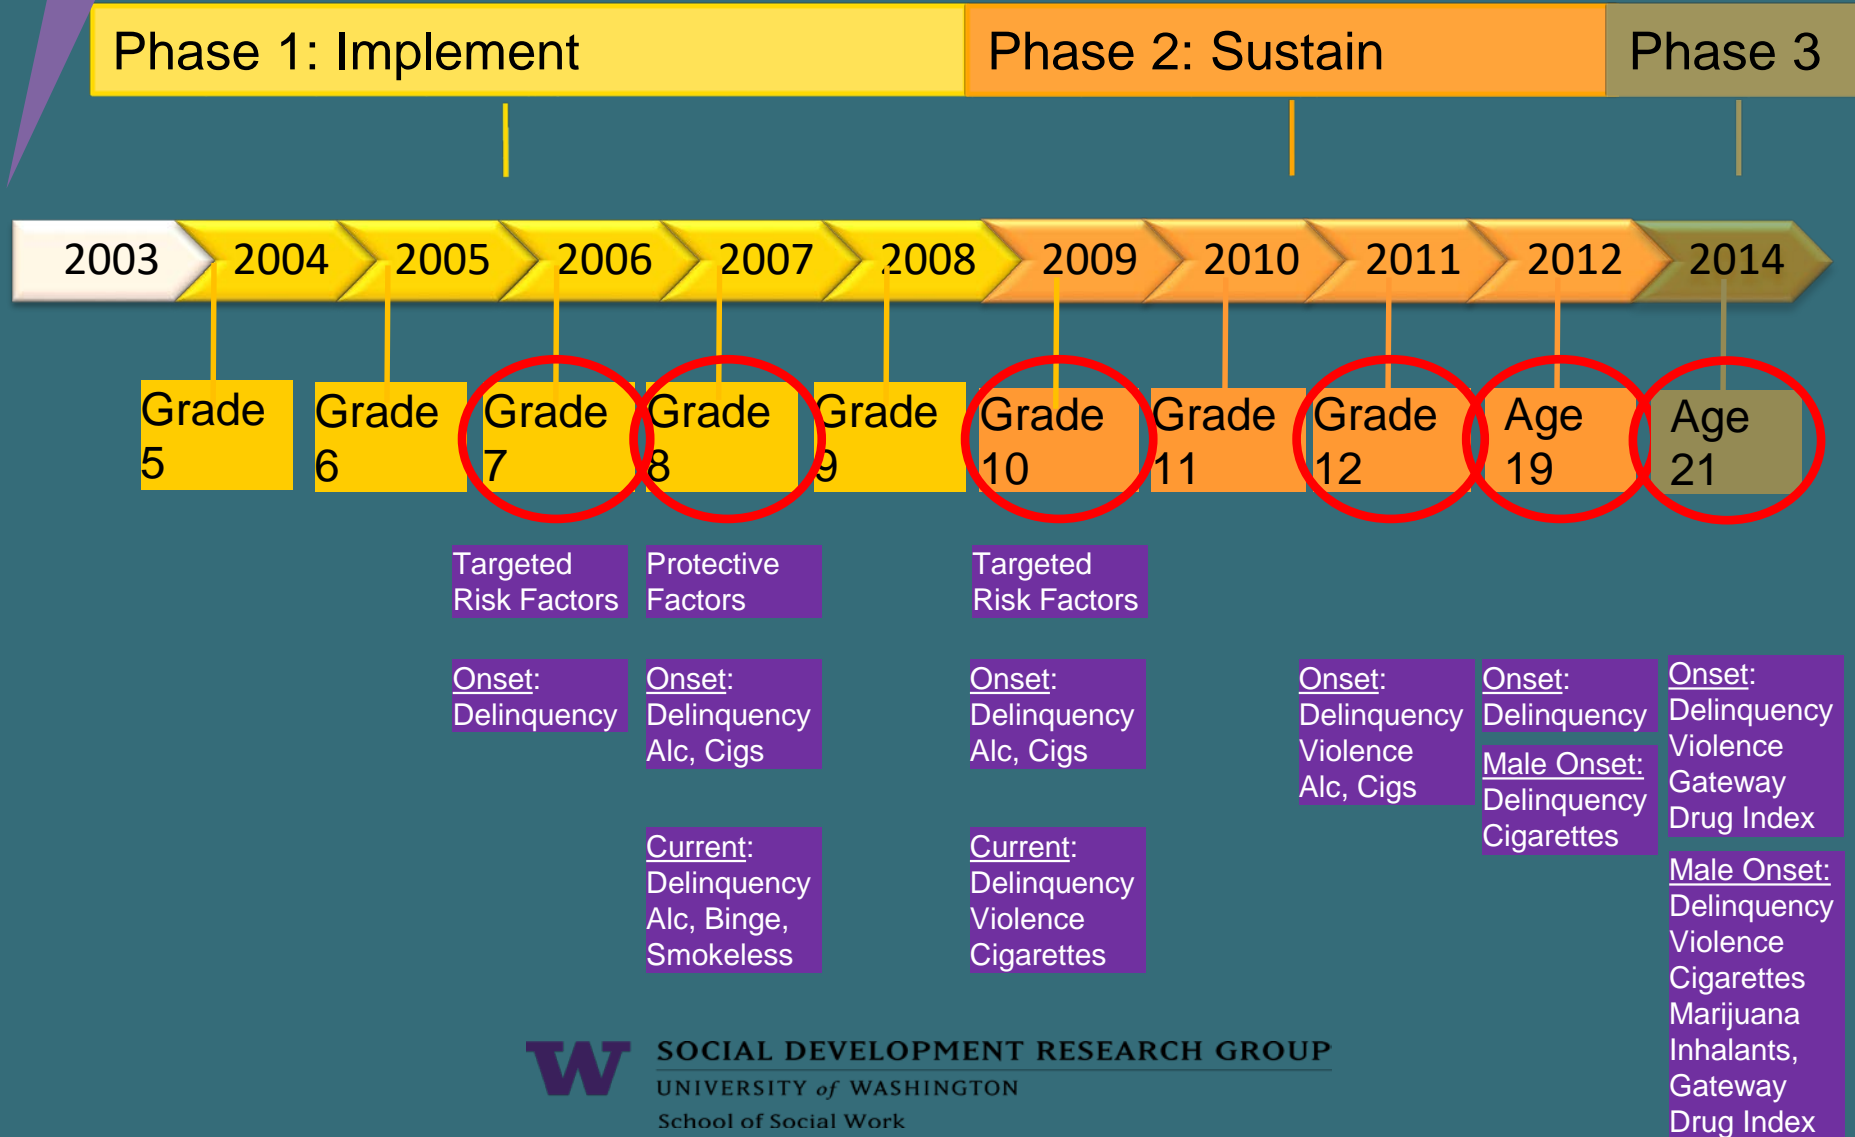 Phase 1: Implement
Phase 2: Sustain
Phase 3
2003
2004
2005
2006
2007
2008
2009
2010
2011
2012
2014
Grade
5
Grade
6
Grade
7
Grade
8
Grade
9
Grade
10
Grade
11
Grade
12
Age
19
Age
21
Targeted
Risk Factors
Protective
Factors
Targeted
Risk Factors
Onset:
Delinquency
Onset:
Delinquency
Alc, Cigs
Onset:
Delinquency
Alc, Cigs
Onset:
Delinquency
Violence
Alc, Cigs
Onset:
Delinquency
Male Onset:
Delinquency
Cigarettes
Onset:
Delinquency
Violence
Gateway
Drug Index
Current:
Delinquency
Alc, Binge,
Smokeless
Current:
Delinquency
Violence
Cigarettes
Male Onset:
Delinquency
Violence
Cigarettes
Marijuana
Inhalants,
Gateway
Drug Index
W
SOCIAL DEVELOPMENT RESEARCH GROUP
UNIVERSITY of WASHINGTON
School of Social Work